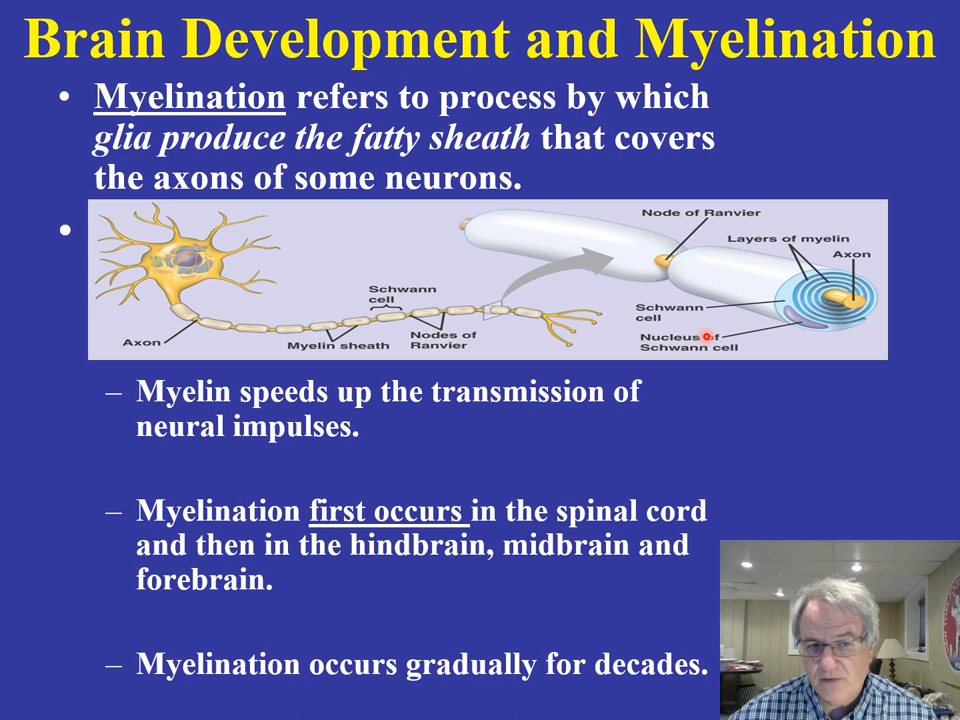 Brain Development and Myelination
• Myelination refers to process by which
glia produce the fatty sheath that covers
the axons of some neurons.
•
Axon
Myelin sheath
Schwann
cell
Nodes of
Ranvier
Node of Ranvier
Layers of myelin
Axon
Schwann
cell
Nucleus of
Schwann cell
– Myelin speeds up the transmission of
neural impulses.
– Myelination first occurs in the spinal cord
and then in the hindbrain, midbrain and
forebrain.
– Myelination occurs gradually for decades.